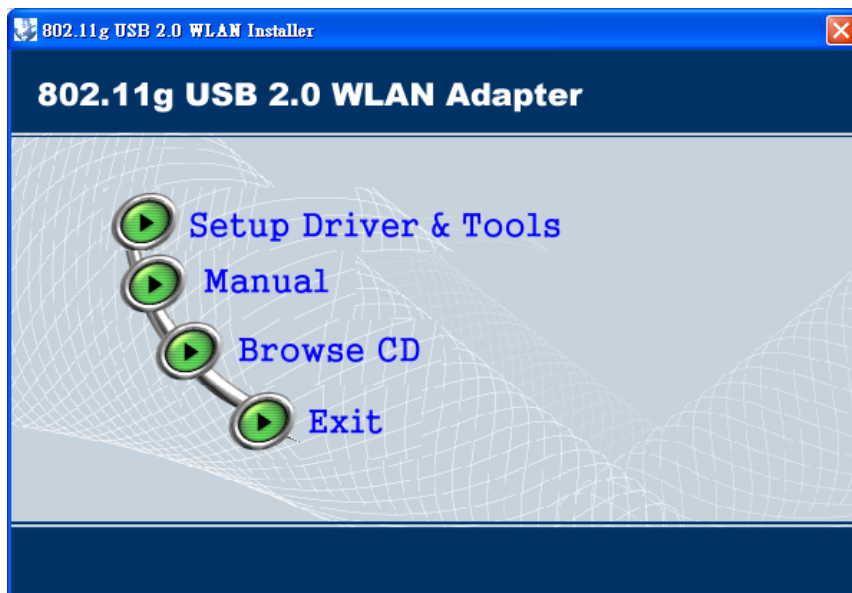 802.11g USB 2.0 WLAN Installer
802.11g USB 2.0 WLAN Adapter
Setup Driver & Tools
Manual
Browse CD
Exit